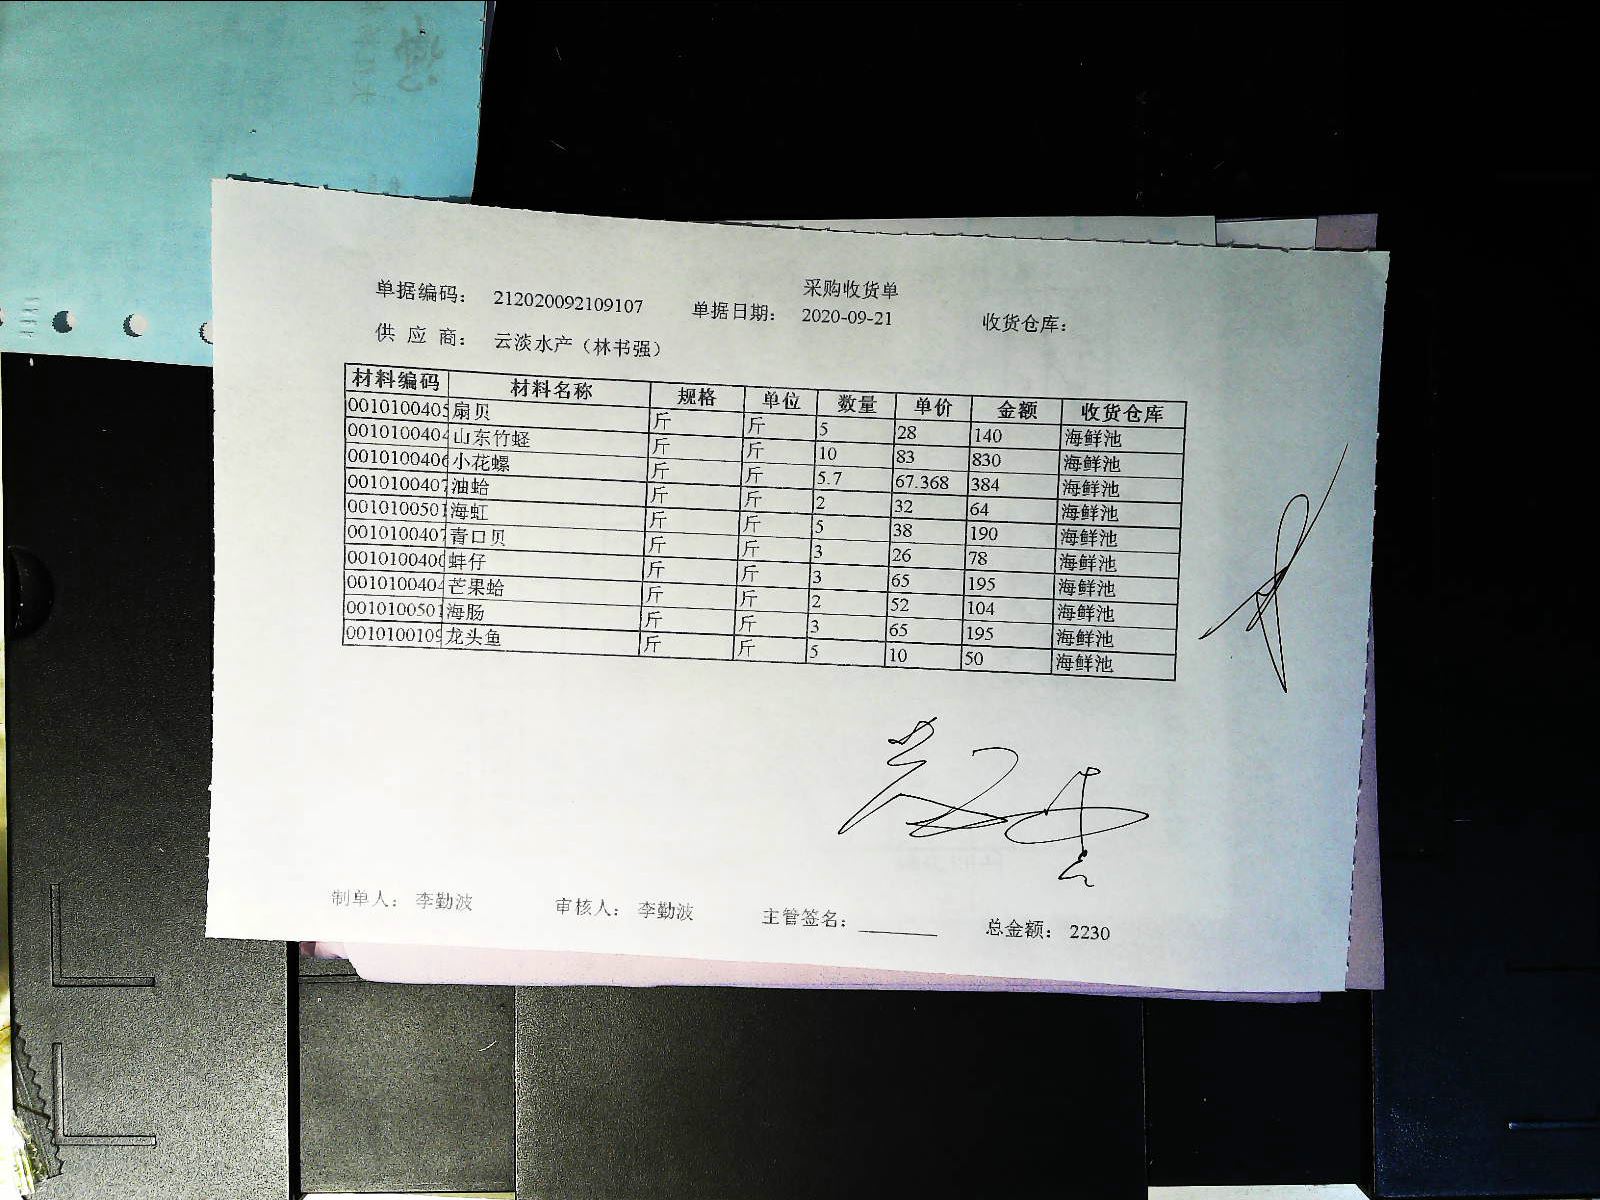 采购收货单
单据编码： 212020092109107 单据日期： 2020-09-21 收货仓库：
供 应 商： 云淡水产（林书强）
材料编码 材料名称 规格 单位 数量 单价 金额 收货仓库
0010100405 扇贝 斤 斤 5 28 140 海鲜池
0010100404 山东竹蛏 斤 斤 10 83 830 海鲜池
0010100406 小花螺 斤 斤 5.7 67.368 384 海鲜池
0010100407 油蛤 斤 斤 2 32 64 海鲜池
0010100501 海虹 斤 斤 5 38 190 海鲜池
0010100407 青口贝 斤 斤 3 26 78 海鲜池
0010100400 蚌仔 斤 斤 3 65 195 海鲜池
0010100404 芒果蛤 斤 斤 2 52 104 海鲜池
0010100501 海肠 斤 斤 3 65 195 海鲜池
0010100109 龙头鱼 斤 斤 5 10 50 海鲜池
制单人： 李勤波 审核人： 李勤波 主管签名： 总金额： 2230